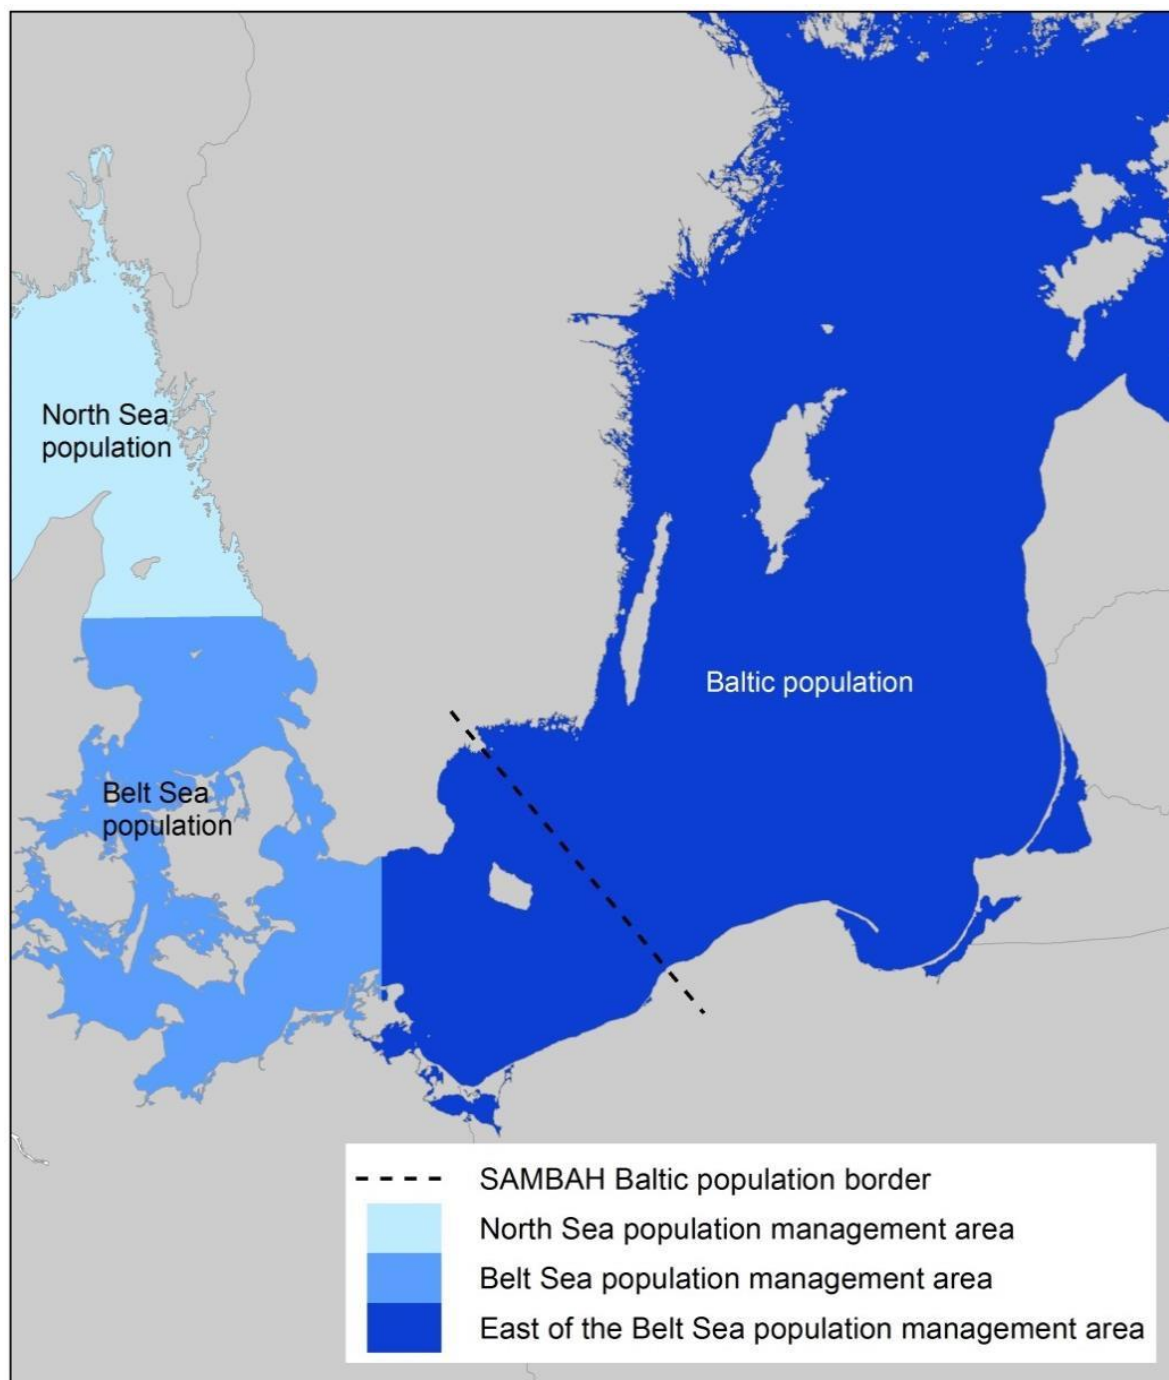 North Sea
population
Baltic population
Belt Sea
population
SAMBAH Baltic population border
North Sea population management area
Belt Sea population management area
East of the Belt Sea population management area